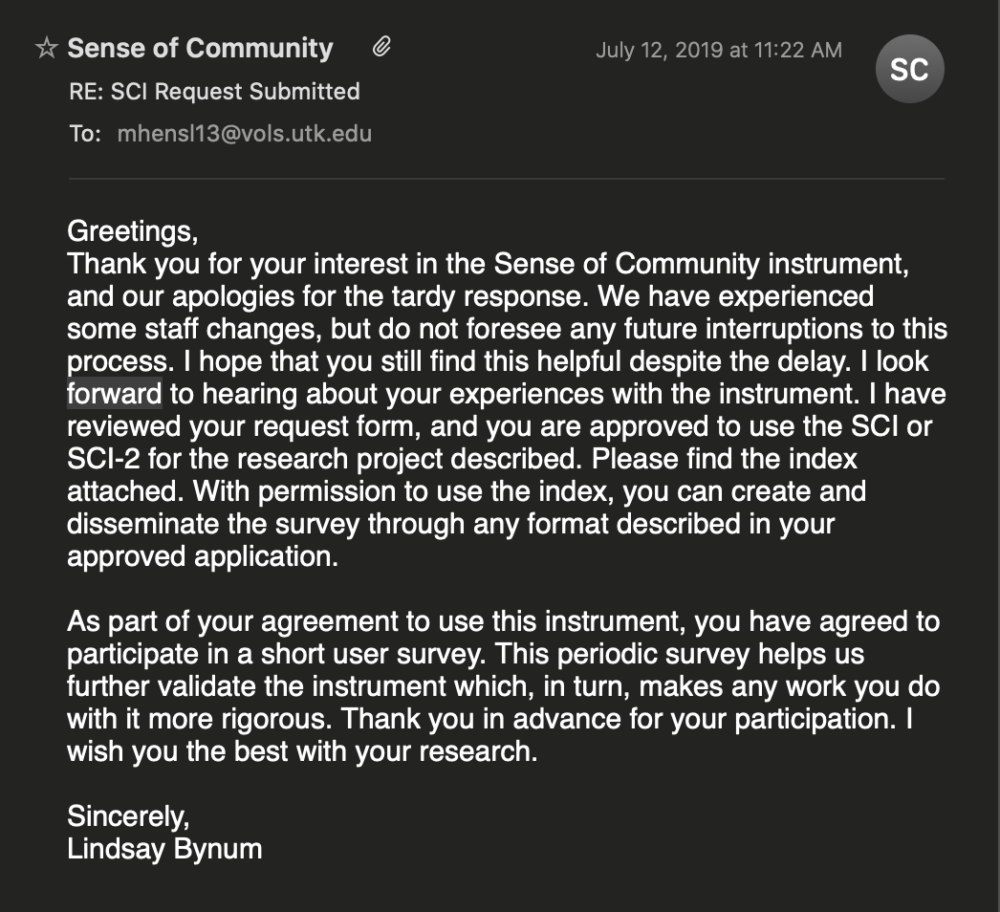 Sense of Community
July 12, 2019 at 11:22 AM
SC
RE: SCI Request Submitted
To: mhensl13@vols.utk.edu
Greetings,
Thank you for your interest in the Sense of Community instrument,
and our apologies for the tardy response. We have experienced
some staff changes, but do not foresee any future interruptions to this
process. I hope that you still find this helpful despite the delay. I look
forward to hearing about your experiences with the instrument. I have
reviewed your request form, and you are approved to use the SCI or
SCI-2 for the research project described. Please find the index
attached. With permission to use the index, you can create and
disseminate the survey through any format described in your
approved application.
As part of your agreement to use this instrument, you have agreed to
participate in a short user survey. This periodic survey helps us
further validate the instrument which, in turn, makes any work you do
with it more rigorous. Thank you in advance for your participation. I
wish you the best with your research.
Sincerely,
Lindsay Bynum